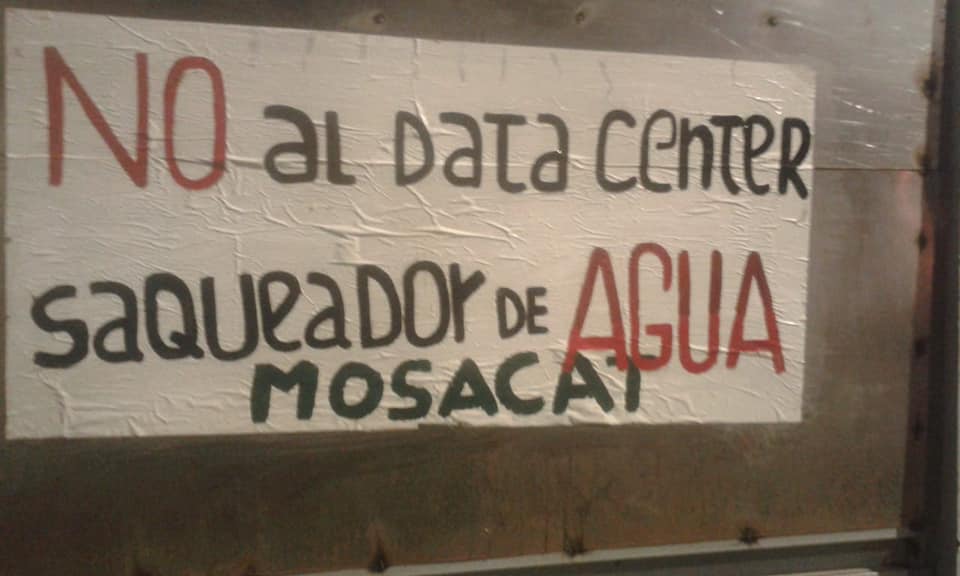 NO al Data Center
saqueador DE AGUA
MOSACAT